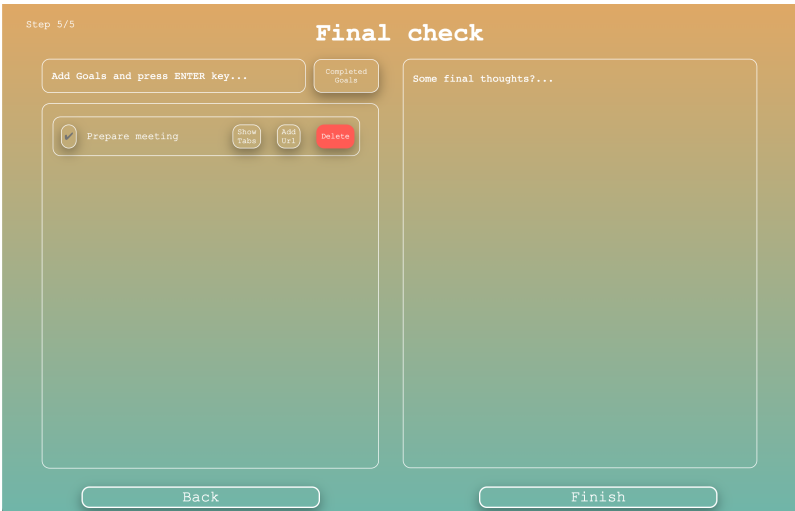 Step 5/5
Final check
Add Goals and press ENTER key...
Completed
Goals
Some final thoughts?...
✔ Prepare meeting
Show
Tabs
Add
Url
Delete
Back
Finish